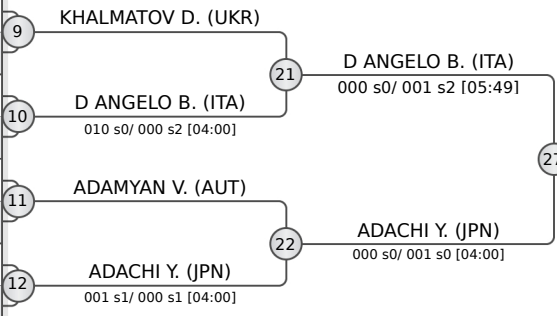 9
KHALMATOV D. (UKR)
21
D ANGELO B. (ITA)
000 s0/ 001 s2 [05:49]
10
D ANGELO B. (ITA)
010 s0/ 000 s2 [04:00]
27
11
ADAMYAN V. (AUT)
22
ADACHI Y. (JPN)
000 s0/ 001 s0 [04:00]
12
ADACHI Y. (JPN)
001 s1/ 000 s1 [04:00]